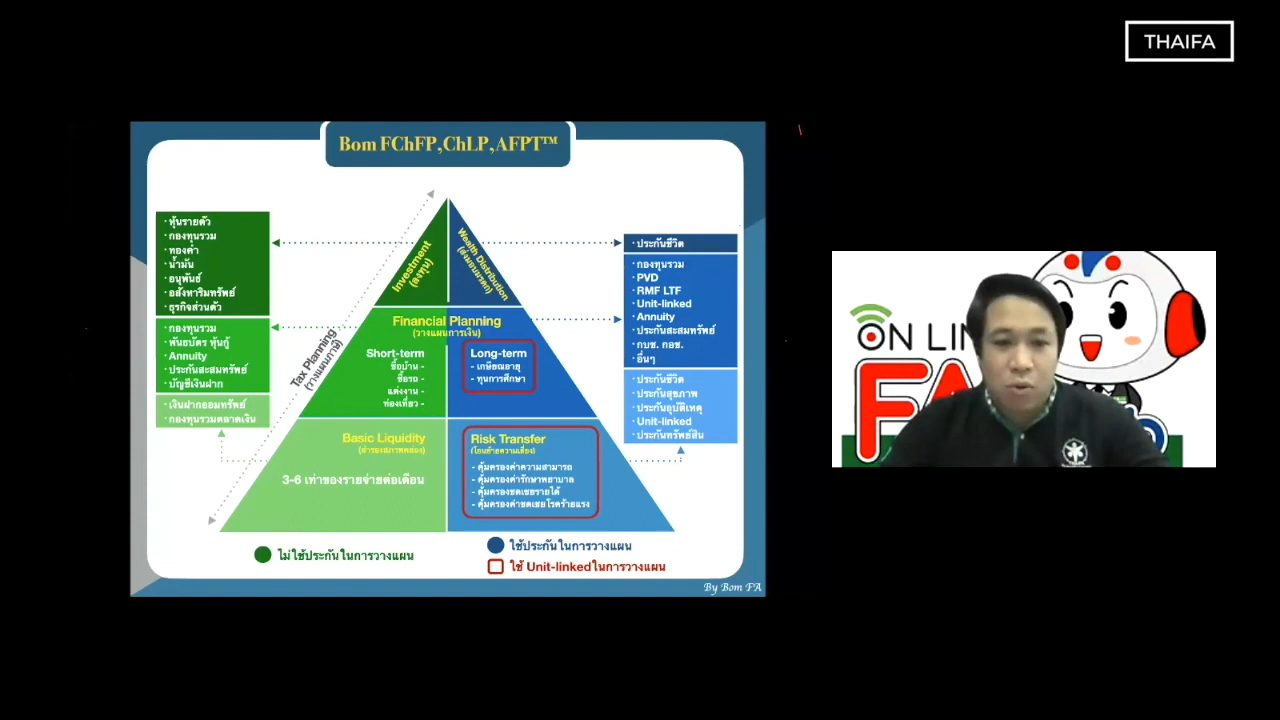 THAIFA
Bom FChFP,ChLP,AFPT™
· หุ้นรายตัว
· กองทุนรวม
· ทองคำ
· น้ำมัน
· อนุพันธ์
· อสังหาริมทรัพย์
· ธุรกิจส่วนตัว
· กองทุนรวม
· พันธบัตร หุ้นกู้
· Annuity
· ประกันสะสมทรัพย์
· บัญชีเงินฝาก
· เงินฝากออมทรัพย์
· กองทุนรวมตลาดเงิน
Tax Planning
(วางแผนภาษี)
Investment
(ลงทุน)
Wealth Distribution
(ส่งมอบมรดก)
Financial Planning
(วางแผนการเงิน)
Short-term
ซื้อบ้าน -
ซื้อรถ -
แต่งงาน -
ท่องเที่ยว -
Long-term
- เกษียณอายุ
- ทุนการศึกษา
Basic Liquidity
(สำรองสภาพคล่อง)
3-6 เท่าของรายจ่ายต่อเดือน
Risk Transfer
(โอนย้ายความเสี่ยง)
- คุ้มครองค่าความสามารถ
- คุ้มครองค่ารักษาพยาบาล
- คุ้มครองชดเชยรายได้
- คุ้มครองค่าชดเชยโรคร้ายแรง
· ประกันชีวิต
· กองทุนรวม
· PVD
· RMF LTF
· Unit-linked
· Annuity
· ประกันสะสมทรัพย์
· กบข. กอช.
· อื่นๆ
· ประกันชีวิต
· ประกันสุขภาพ
· ประกันอุบัติเหตุ
· Unit-linked
· ประกันทรัพย์สิน
ไม่ใช้ประกันในการวางแผน
ใช้ประกันในการวางแผน
ใช้ Unit-linkedในการวางแผน
By Bom FA
ON LIN
FA